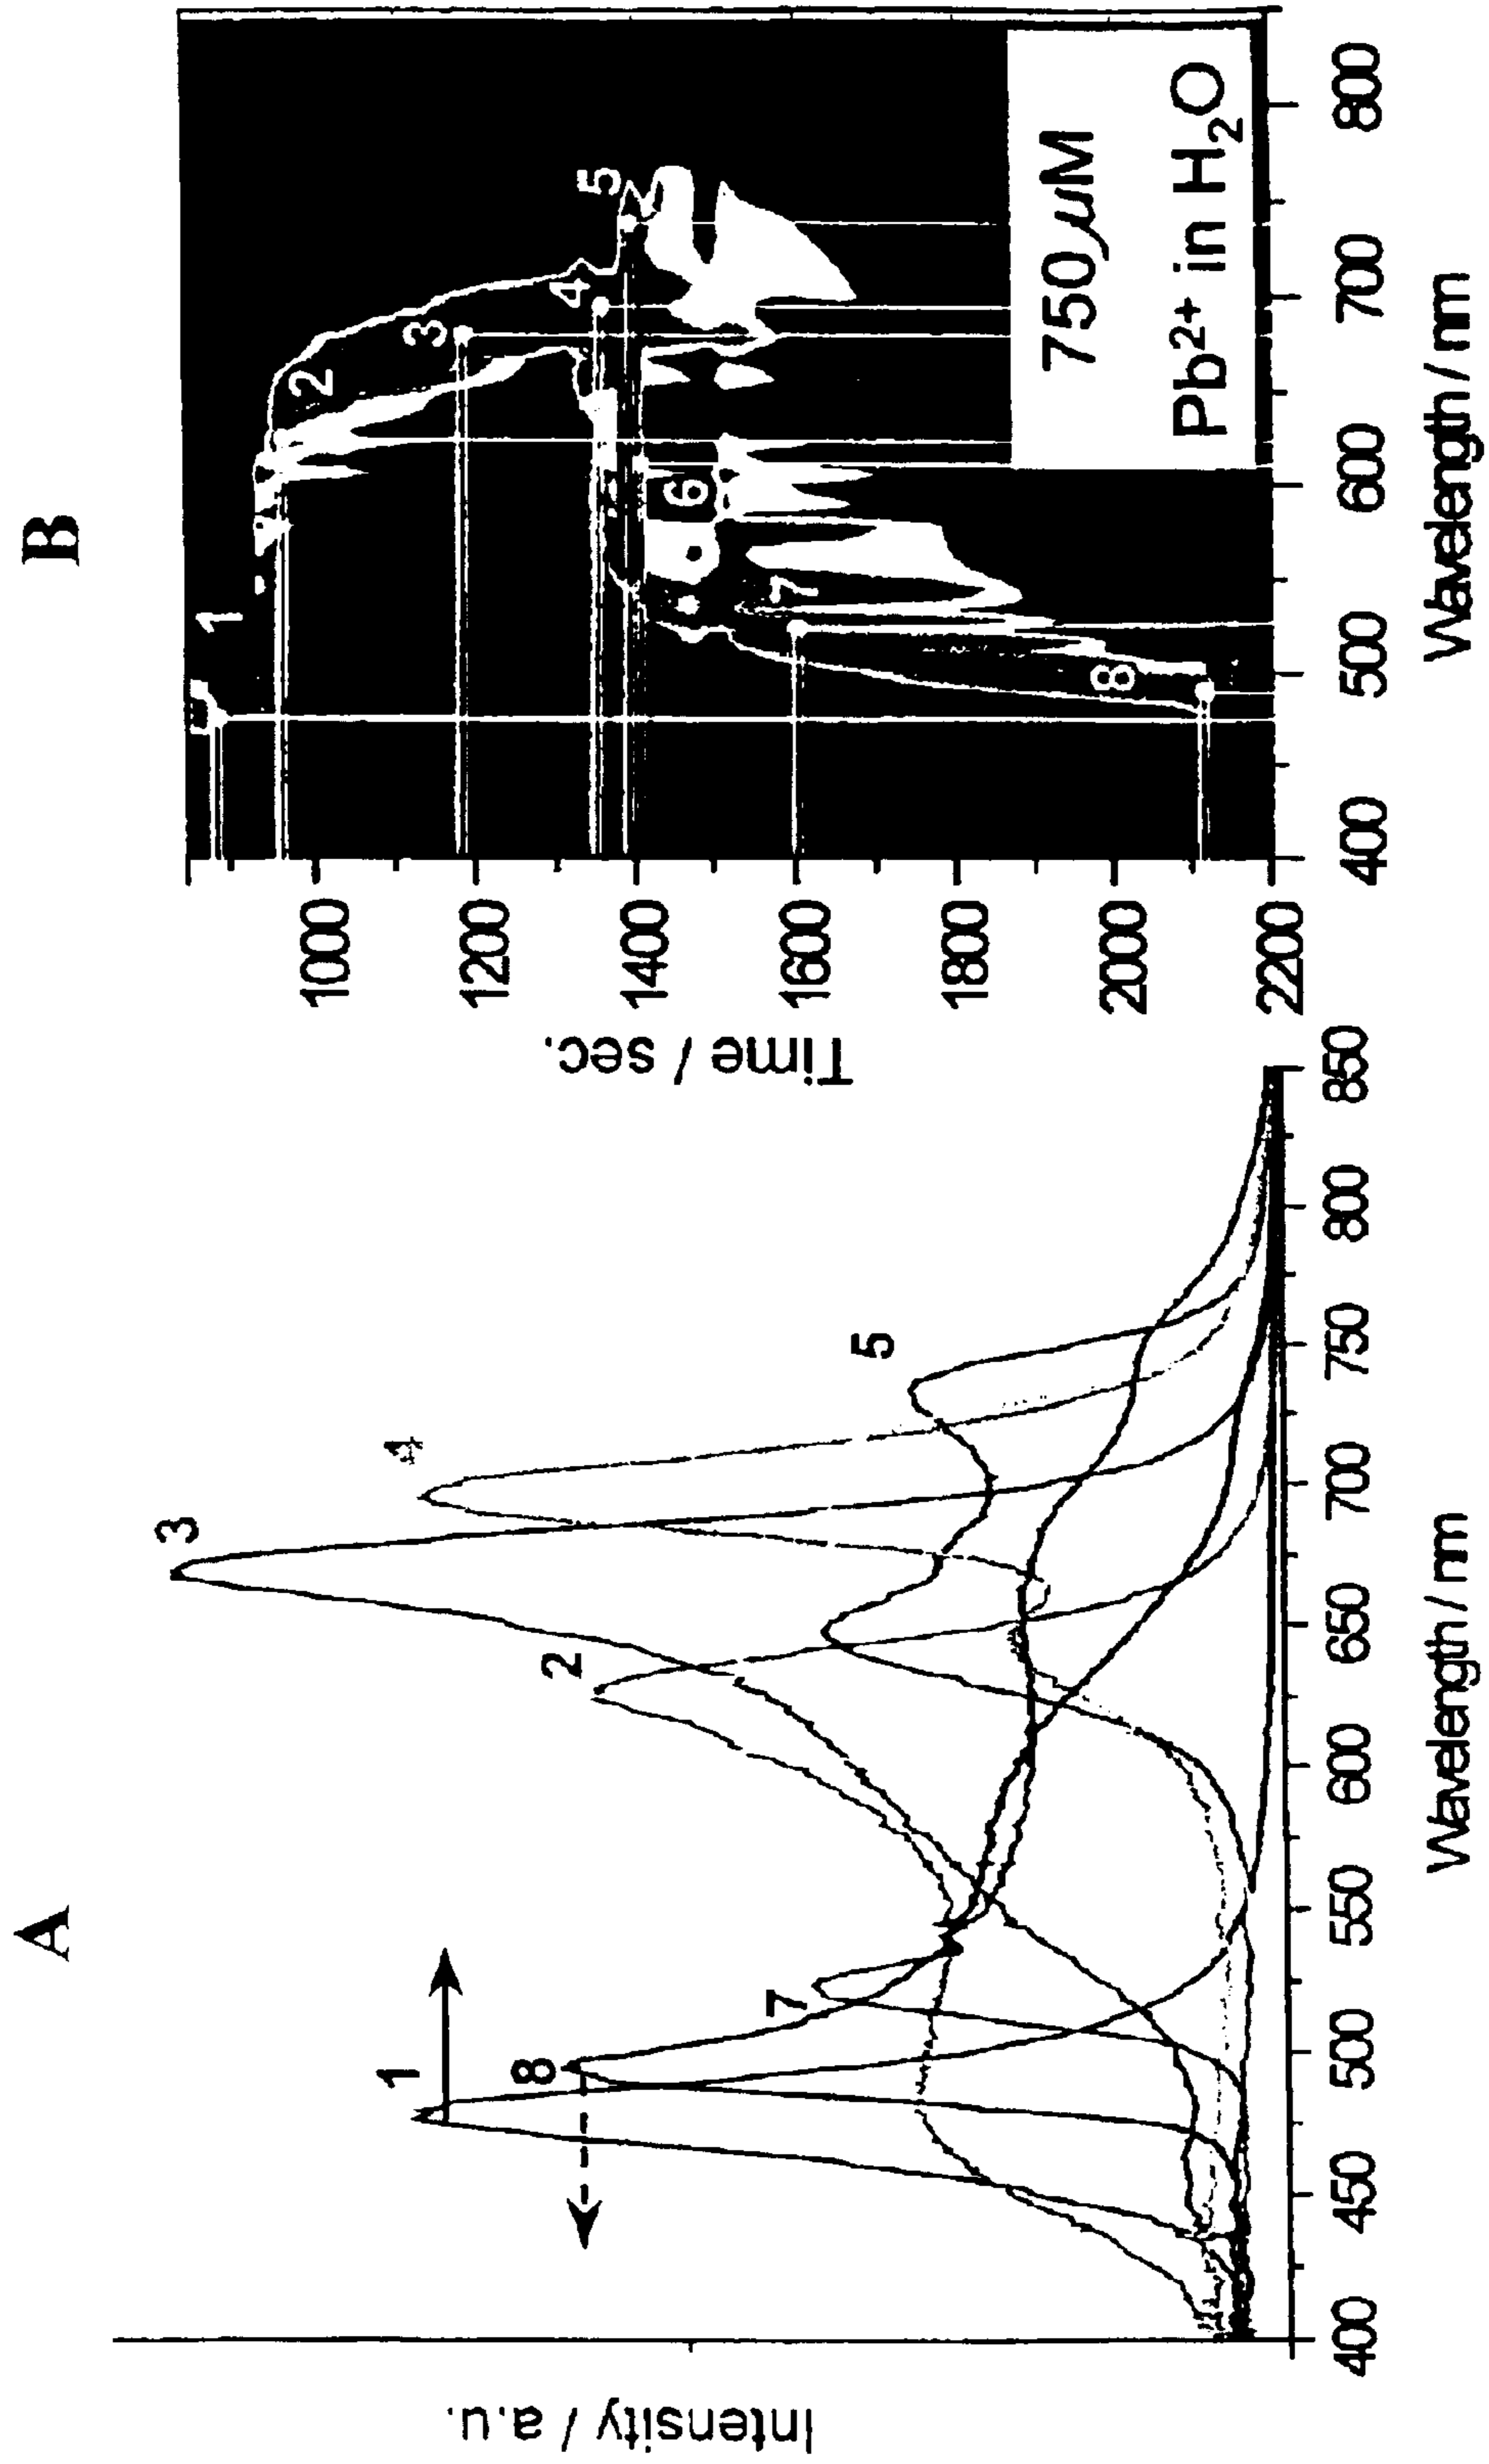 A
Intensity / a.u.
1
8
7
2
3
4
5
400 450 500 550 600 650 700 750 800 850
Wavelength / nm
B
Time / sec.
1000
1200
1400
1600
1800
2000
2200
1
2
3
4
5
6
7
8
750 μM
Pb²⁺ in H₂O
400 500 600 700 800
Wavelength / nm